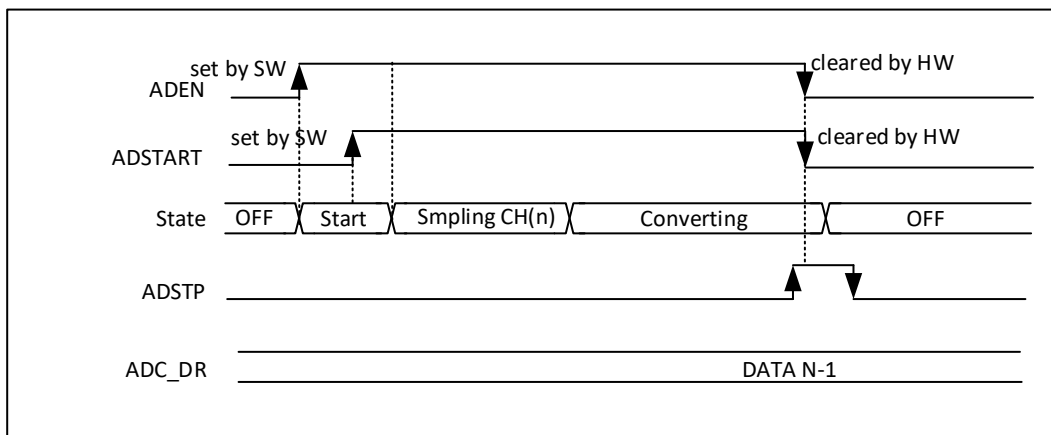 set by SW
cleared by HW
ADEN
set by SW
cleared by HW
ADSTART
State OFF Start Smpling CH(n) Converting OFF
ADSTP
ADC_DR DATA N-1